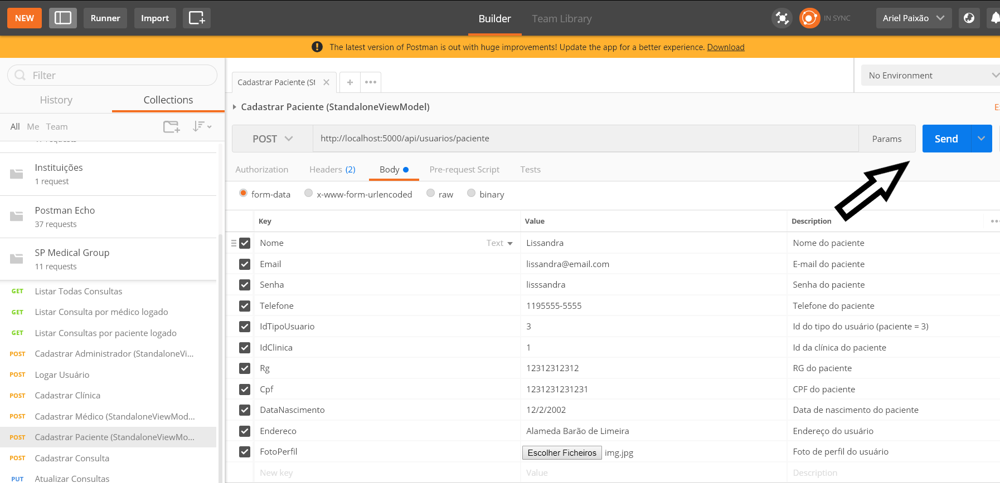 NEW Runner Import Builder Team Library IN SYNC Ariel Paixão
The latest version of Postman is out with huge improvements! Update the app for a better experience. Download
Filter
History Collections
All Me Team
Instituições
1 request
Postman Echo
37 requests
SP Medical Group
11 requests
GET Listar Todas Consultas
GET Listar Consulta por médico logado
GET Listar Consultas por paciente logado
POST Cadastrar Administrador (StandaloneVi...
POST Logar Usuário
POST Cadastrar Clínica
POST Cadastrar Médico (StandaloneViewMod...
POST Cadastrar Paciente (StandaloneViewMo...
POST Cadastrar Consulta
PUT Atualizar Consultas
Cadastrar Paciente (St
No Environment
Cadastrar Paciente (StandaloneViewModel)
POST http://localhost:5000/api/usuarios/paciente Params Send
Authorization Headers (2) Body Pre-request Script Tests
form-data x-www-form-urlencoded raw binary
Key Value Description
Nome Text Lissandra Nome do paciente
Email lissandra@email.com E-mail do paciente
Senha lisssandra Senha do paciente
Telefone 1195555-5555 Telefone do paciente
IdTipoUsuario 3 Id do tipo do usuário (paciente = 3)
IdClinica 1 Id da clínica do paciente
Rg 12312312312 RG do paciente
Cpf 1231231231231 CPF do paciente
DataNascimento 12/2/2002 Data de nascimento do paciente
Endereco Alameda Barão de Limeira Endereço do usuário
FotoPerfil Escolher Ficheiros img.jpg Foto de perfil do usuário
New key Value Description